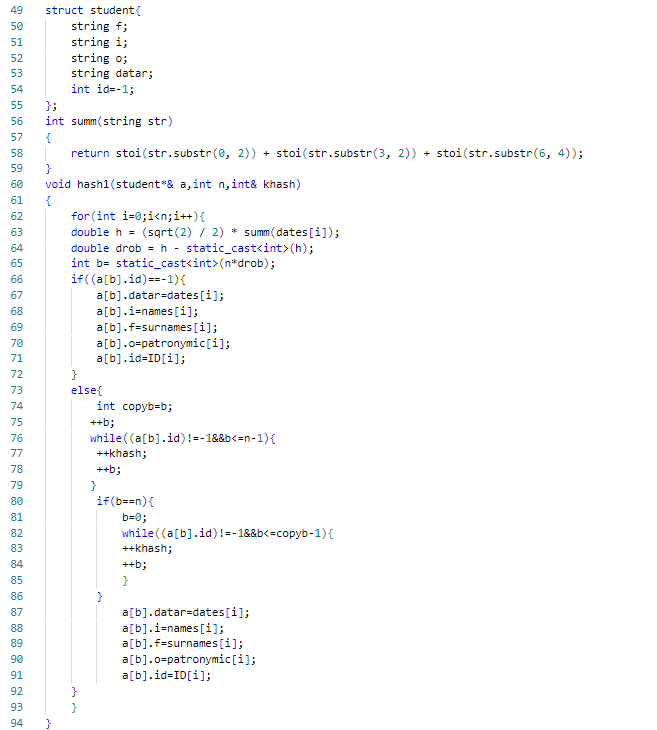 49 struct student{
50 string f;
51 string i;
52 string o;
53 string datar;
54 int id=-1;
55 };
56 int summ(string str)
57 {
58 return stoi(str.substr(0, 2)) + stoi(str.substr(3, 2)) + stoi(str.substr(6, 4));
59 }
60 void hash1(student*& a,int n,int& khash)
61 {
62 for(int i=0;i<n;i++){
63 double h = (sqrt(2) / 2) * summ(dates[i]);
64 double drob = h - static_cast<int>(h);
65 int b= static_cast<int>(n*drob);
66 if((a[b].id)==-1){
67 a[b].datar=dates[i];
68 a[b].i=names[i];
69 a[b].f=surnames[i];
70 a[b].o=patronymic[i];
71 a[b].id=ID[i];
72 }
73 else{
74 int copyb=b;
75 ++b;
76 while((a[b].id)!=-1&&b<=n-1){
77 ++khash;
78 ++b;
79 }
80 if(b==n){
81 b=0;
82 while((a[b].id)!=-1&&b<=copyb-1){
83 ++khash;
84 ++b;
85 }
86 }
87 a[b].datar=dates[i];
88 a[b].i=names[i];
89 a[b].f=surnames[i];
90 a[b].o=patronymic[i];
91 a[b].id=ID[i];
92 }
93 }
94 }